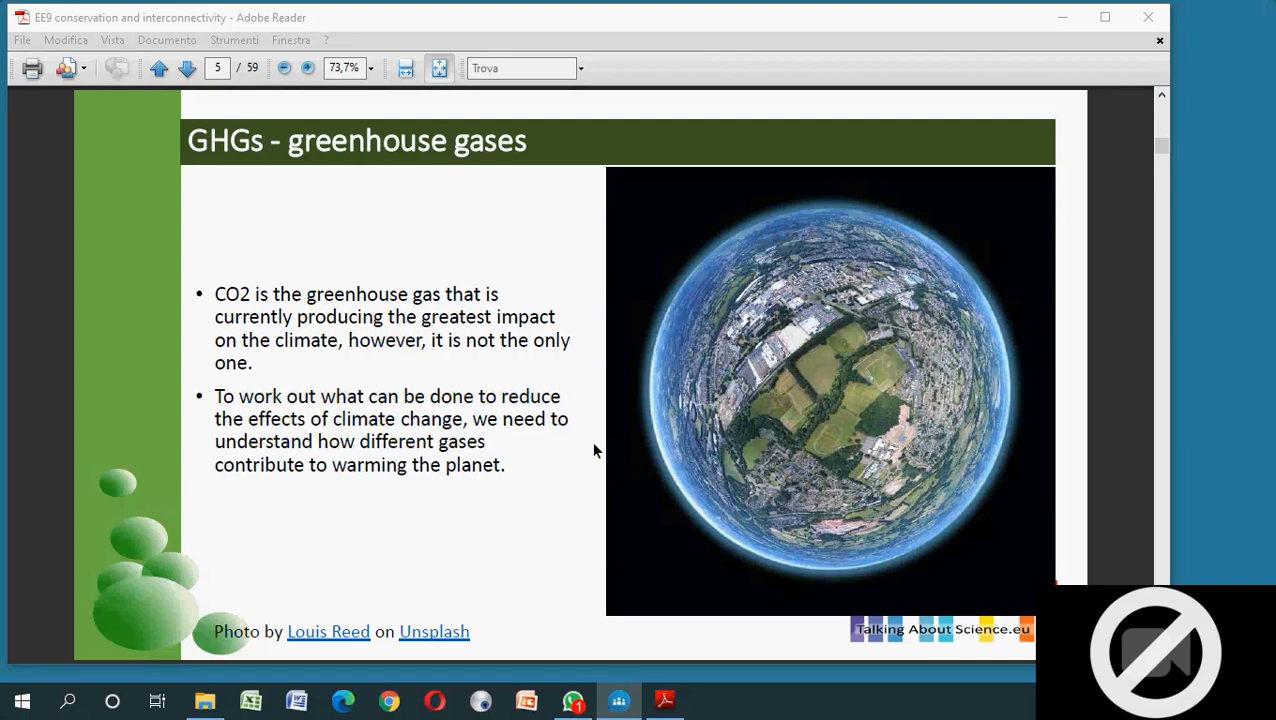 EE9 conservation and interconnectivity - Adobe Reader
File Modifica Vista Documento Strumenti Finestra ?
5 / 59 73,7% Trova
GHGs - greenhouse gases
• CO2 is the greenhouse gas that is
currently producing the greatest impact
on the climate, however, it is not the only
one.
• To work out what can be done to reduce
the effects of climate change, we need to
understand how different gases
contribute to warming the planet.
Photo by Louis Reed on Unsplash
Talking About Science.eu
1